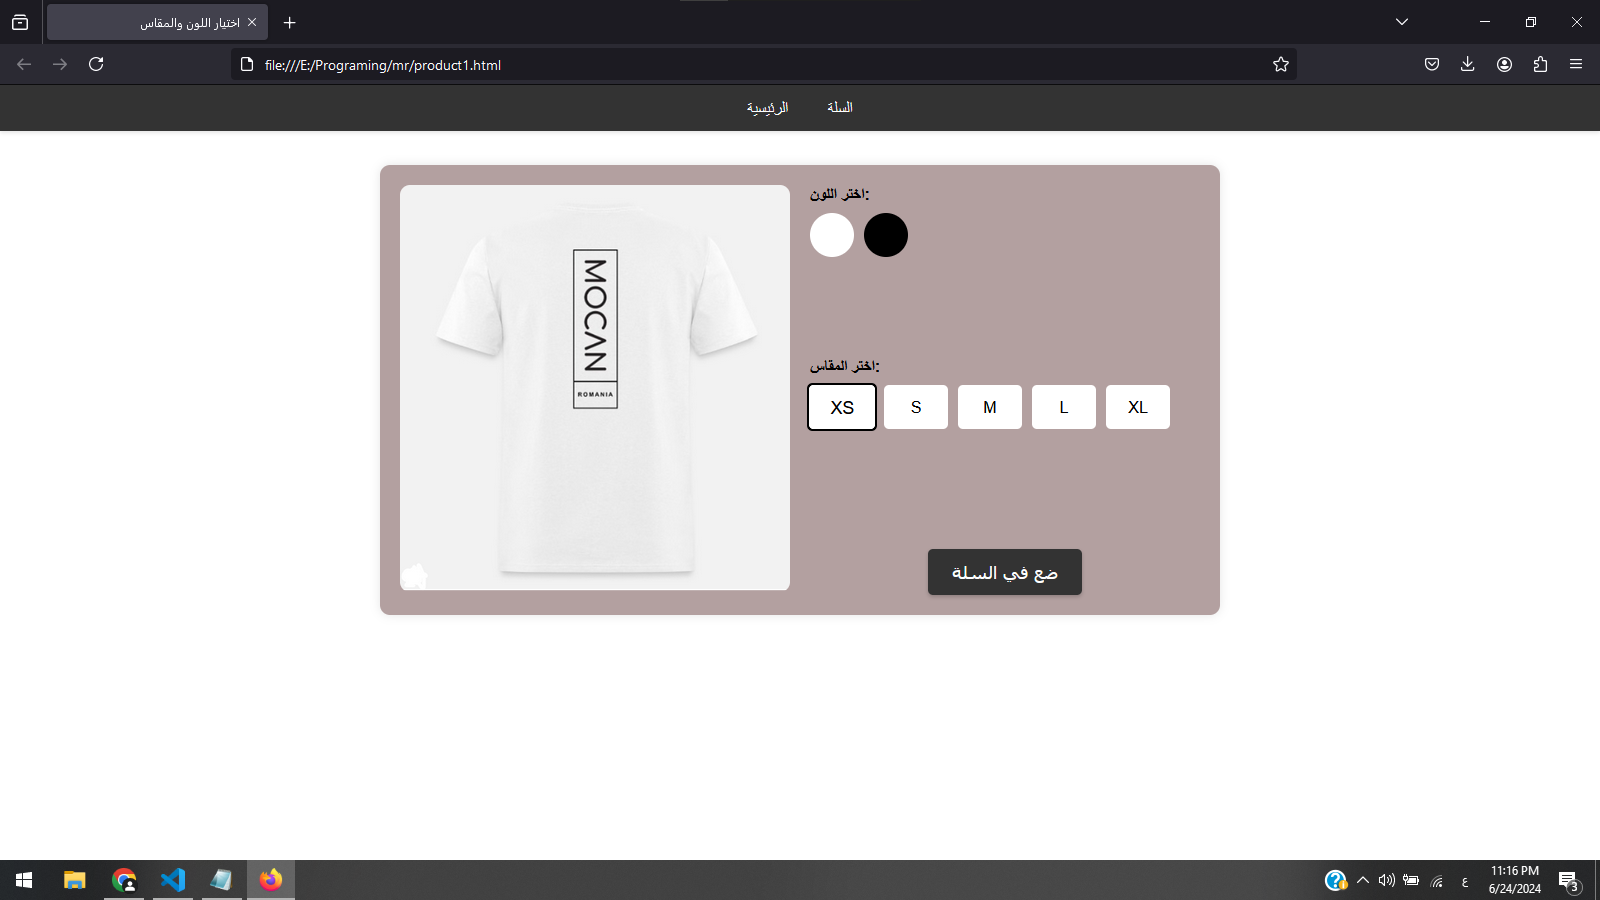 اختيار اللون والمقاس
file:///E:/Programing/mr/product1.html
الرئيسية السلة
اختر اللون:
MOCAN
ROMANIA
اختر المقاس:
XS S M L XL
ضع في السلة
ع
11:16 PM
6/24/2024
3